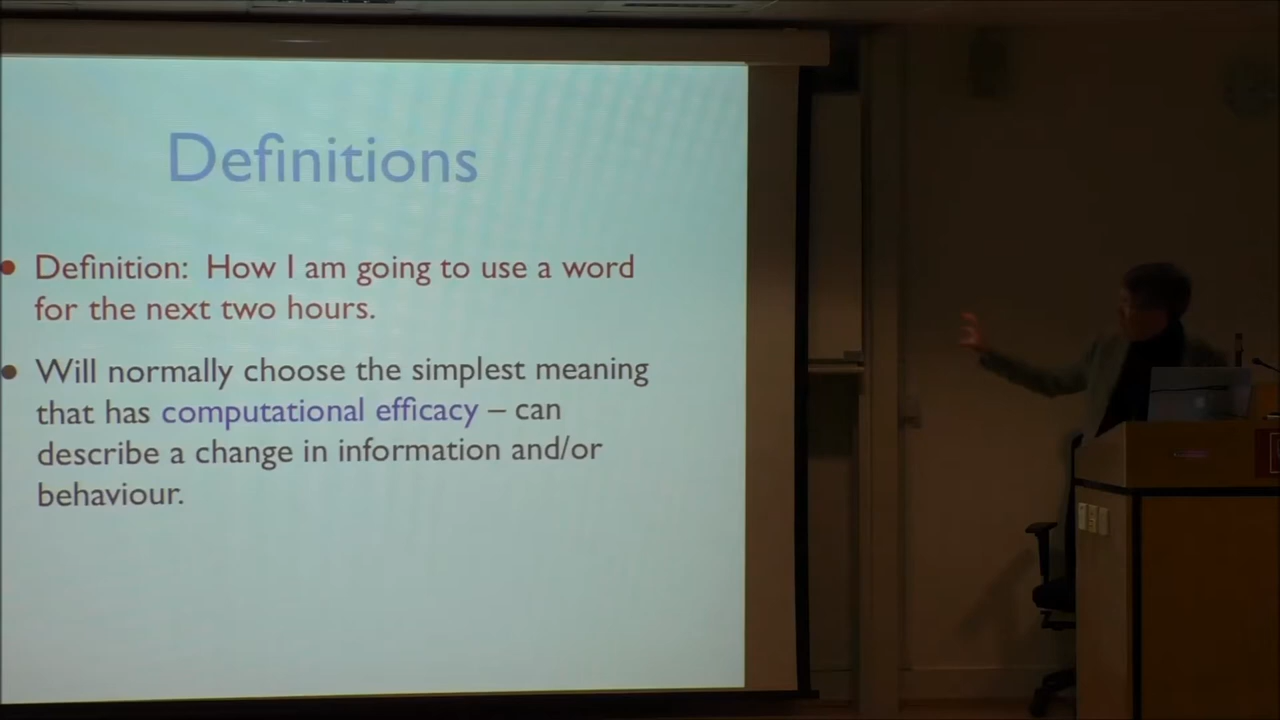 Definitions
• Definition: How I am going to use a word
for the next two hours.
• Will normally choose the simplest meaning
that has computational efficacy – can
describe a change in information and/or
behaviour.